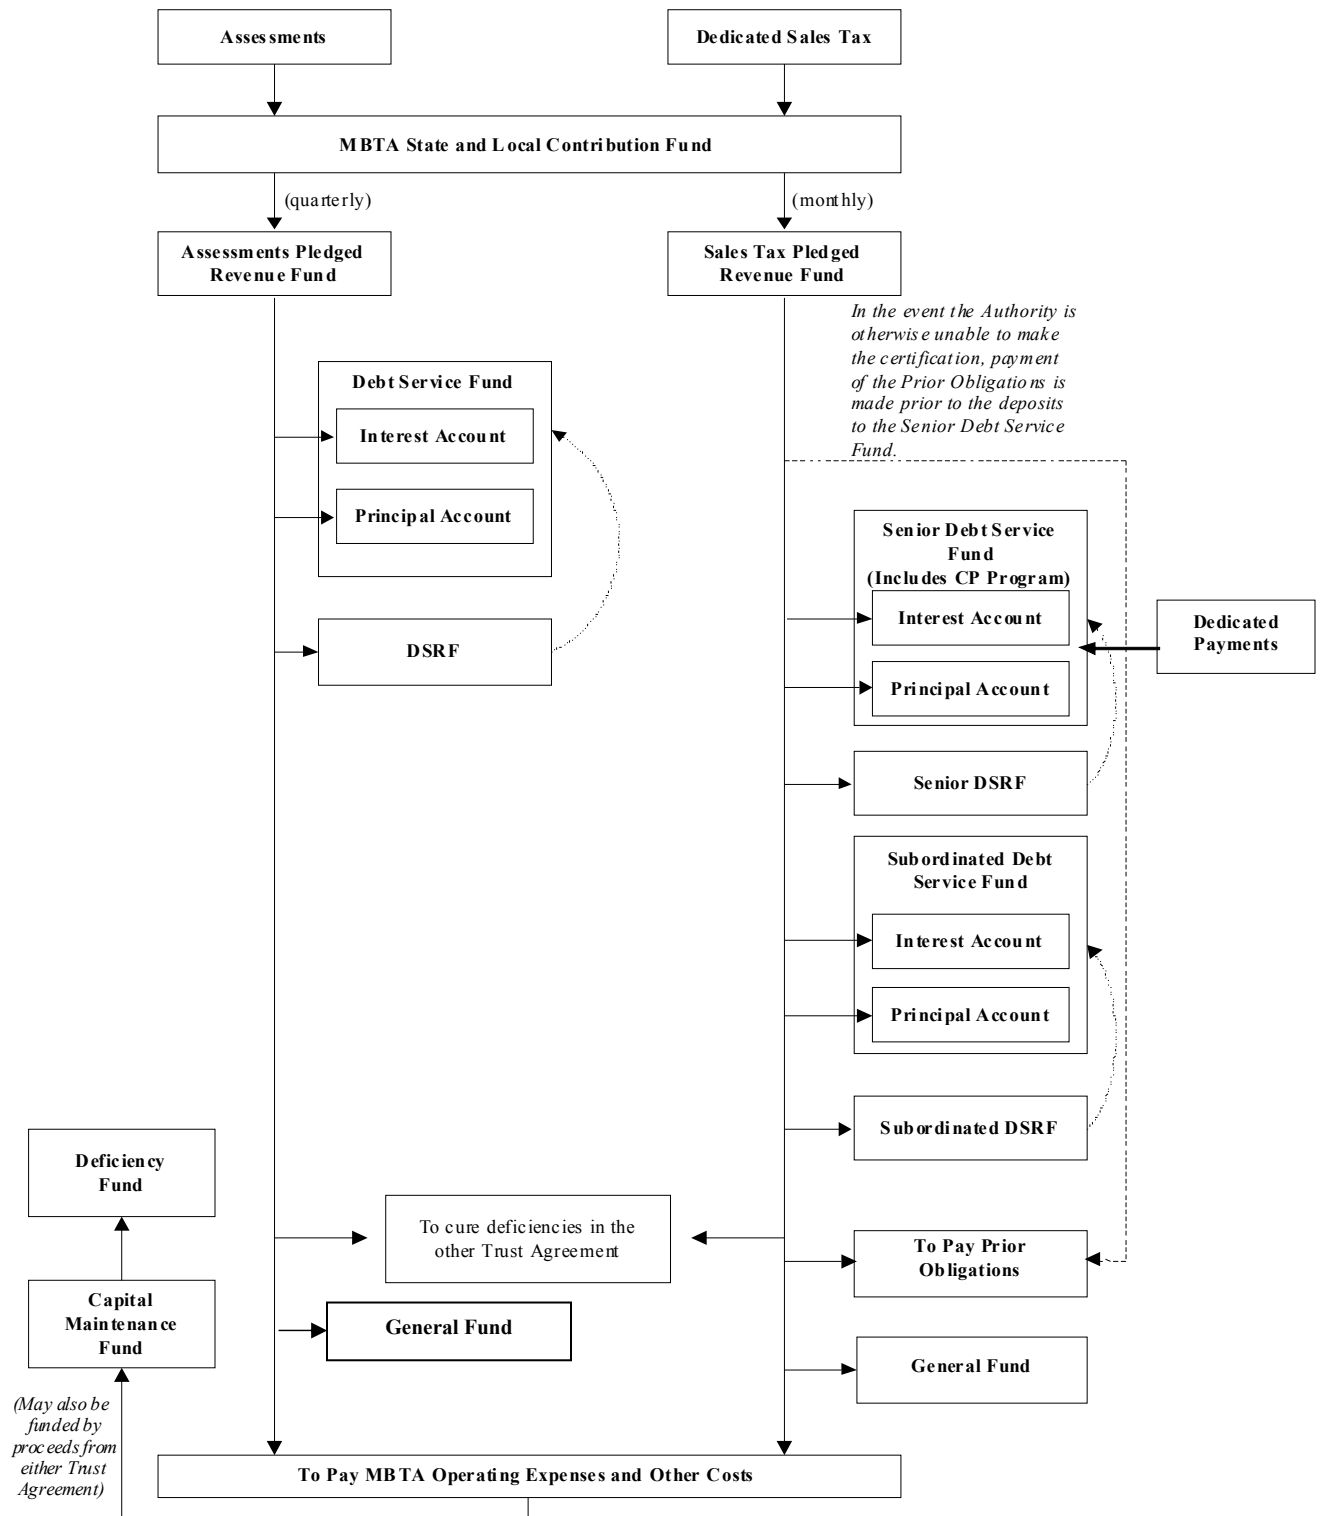 Assessments
Dedicated Sales Tax
MBTA State and Local Contribution Fund
(quarterly)
(monthly)
Assessments Pledged
Revenue Fund
Sales Tax Pledged
Revenue Fund
In the event the Authority is
otherwise unable to make
the certification, payment
of the Prior Obligations is
made prior to the deposits
to the Senior Debt Service
Fund.
Debt Service Fund
Interest Account
Principal Account
DSRF
Senior Debt Service
Fund
(Includes CP Program)
Interest Account
Principal Account
Dedicated
Payments
Senior DSRF
Subordinated Debt
Service Fund
Interest Account
Principal Account
Subordinated DSRF
Deficiency
Fund
To cure deficiencies in the
other Trust Agreement
To Pay Prior
Obligations
Capital
Maintenance
Fund
General Fund
General Fund
(May also be
funded by
proceeds from
either Trust
Agreement)
To Pay MBTA Operating Expenses and Other Costs